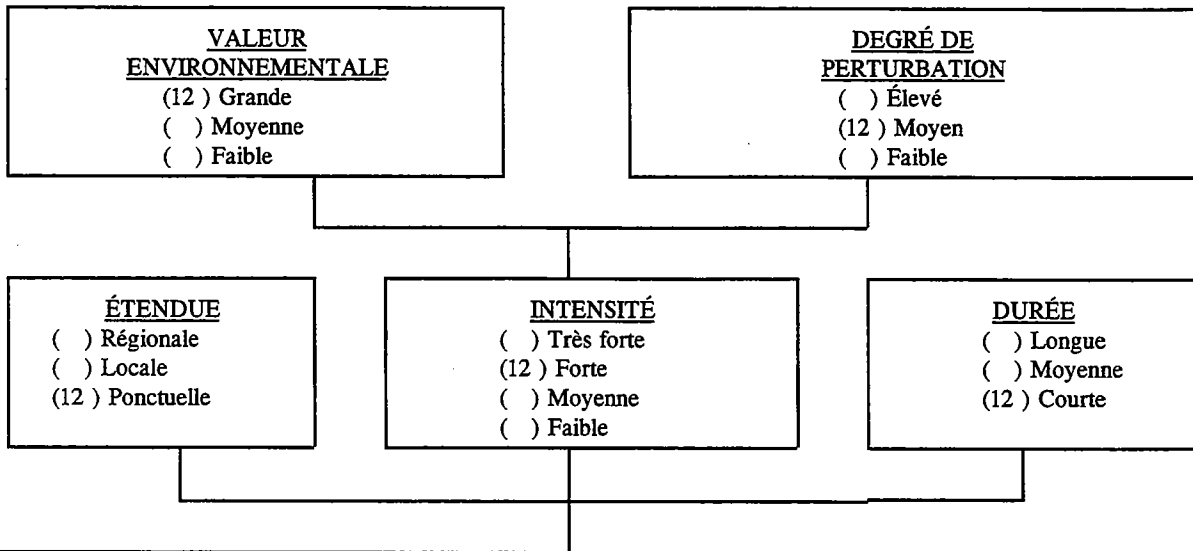 VALEUR
ENVIRONNEMENTALE
(12 ) Grande
( ) Moyenne
( ) Faible
DEGRÉ DE
PERTURBATION
( ) Élevé
(12 ) Moyen
( ) Faible
ÉTENDUE
( ) Régionale
( ) Locale
(12 ) Ponctuelle
INTENSITÉ
( ) Très forte
(12 ) Forte
( ) Moyenne
( ) Faible
DURÉE
( ) Longue
( ) Moyenne
(12 ) Courte